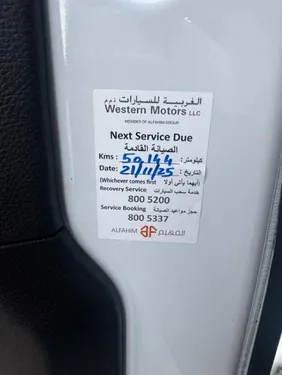 الغربية للسيارات ذ.م.م
Western Motors LLC
MEMBER OF ALFAHIM GROUP
Next Service Due
الصيانة القادمة
Kms: 59144 كيلومتر:
Date: 21/11/25 التاريخ:
(Whichever comes first أيهما يأتي أولا)
Recovery Service خدمة سحب السيارات
800 5200
Service Booking حجز مواعيد الصيانة
800 5337
ALFAHIM الفهيم